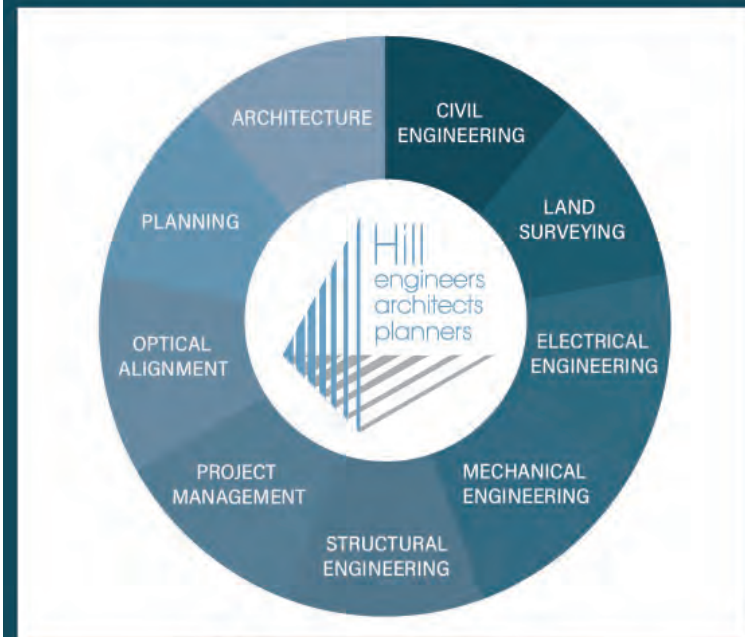 ARCHITECTURE
CIVIL
ENGINEERING
LAND
SURVEYING
ELECTRICAL
ENGINEERING
MECHANICAL
ENGINEERING
STRUCTURAL
ENGINEERING
PROJECT
MANAGEMENT
OPTICAL
ALIGNMENT
PLANNING
Hill
engineers
architects
planners